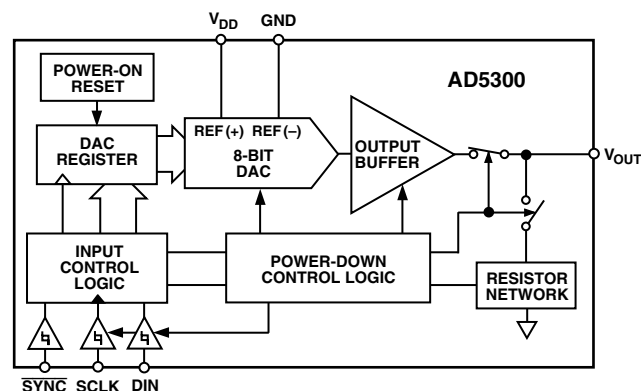 VDD GND
POWER-ON
RESET
AD5300
REF (+) REF (–)
DAC
REGISTER
8-BIT
DAC
OUTPUT
BUFFER
VOUT
INPUT
CONTROL
LOGIC
POWER-DOWN
CONTROL LOGIC
RESISTOR
NETWORK
SYNC SCLK DIN